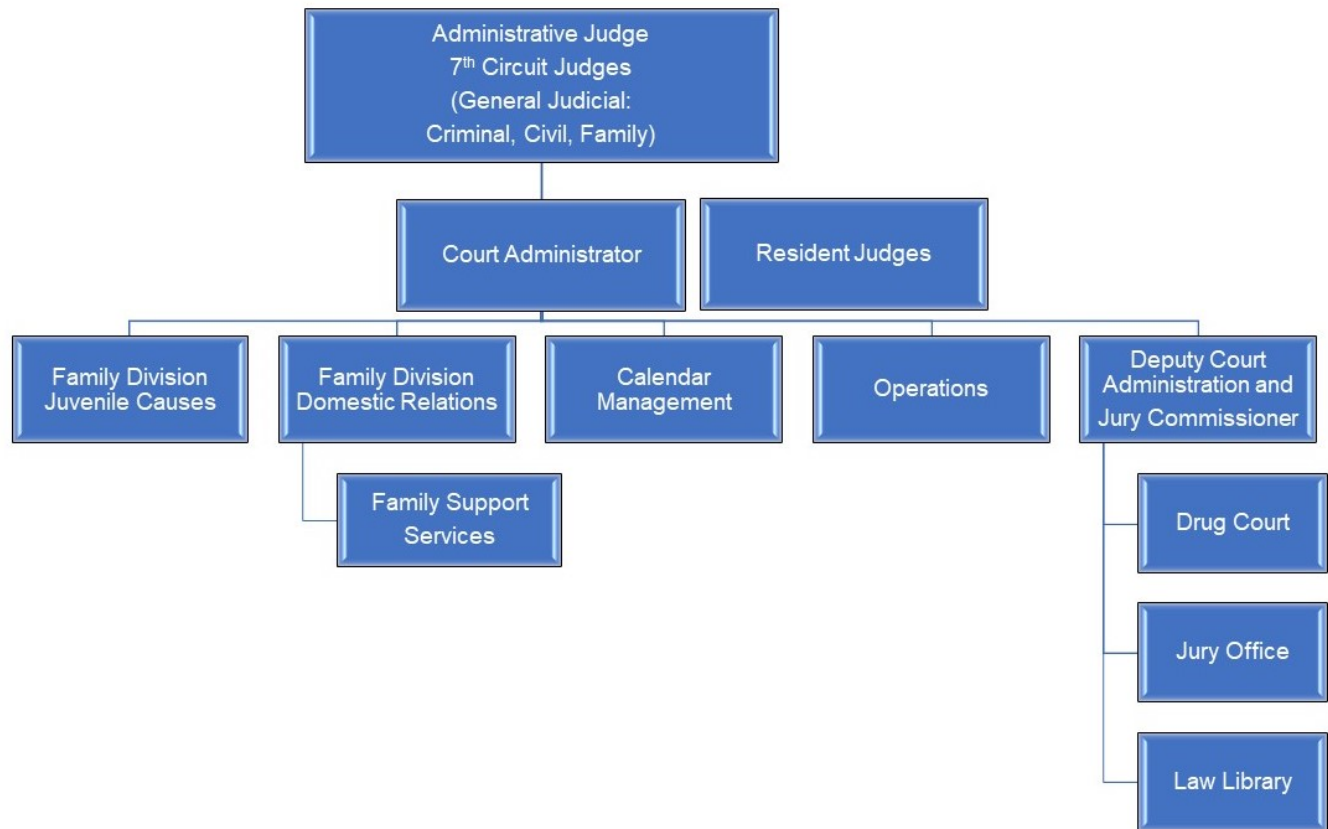 Administrative Judge
7th Circuit Judges
(General Judicial:
Criminal, Civil, Family)
Court Administrator
Resident Judges
Family Division
Juvenile Causes
Family Division
Domestic Relations
Calendar
Management
Operations
Deputy Court
Administration and
Jury Commissioner
Family Support
Services
Drug Court
Jury Office
Law Library